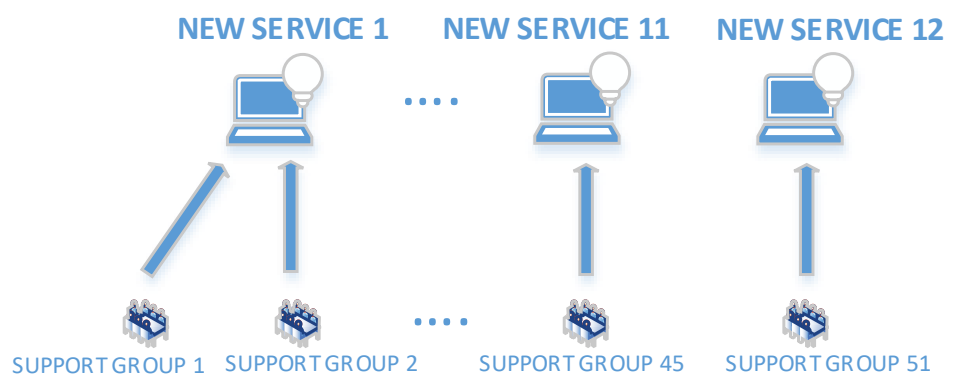 NEW SERVICE 1 NEW SERVICE 11 NEW SERVICE 12
....
....
SUPPORT GROUP 1 SUPPORT GROUP 2 SUPPORT GROUP 45 SUPPORT GROUP 51